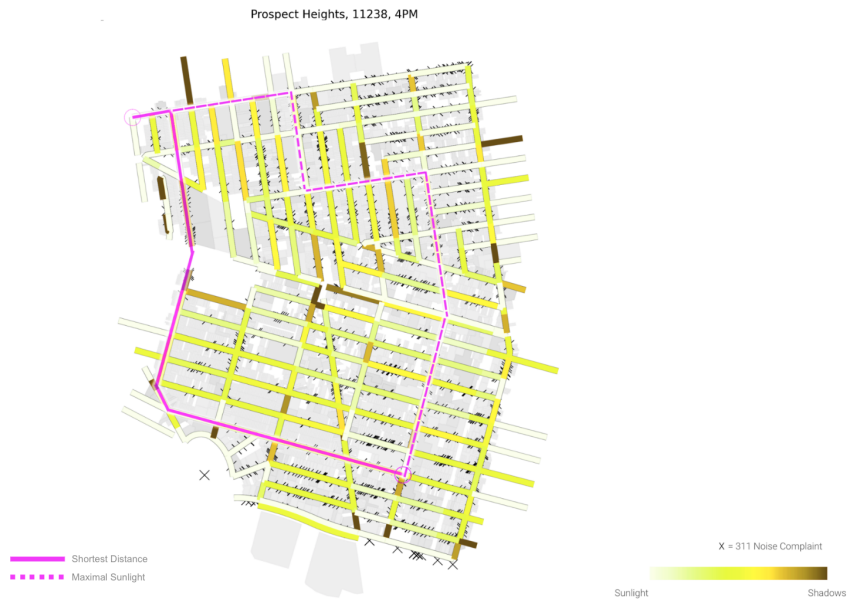 Prospect Heights, 11238, 4PM
X = 311 Noise Complaint
Shortest Distance
Maximal Sunlight
Sunlight
Shadows